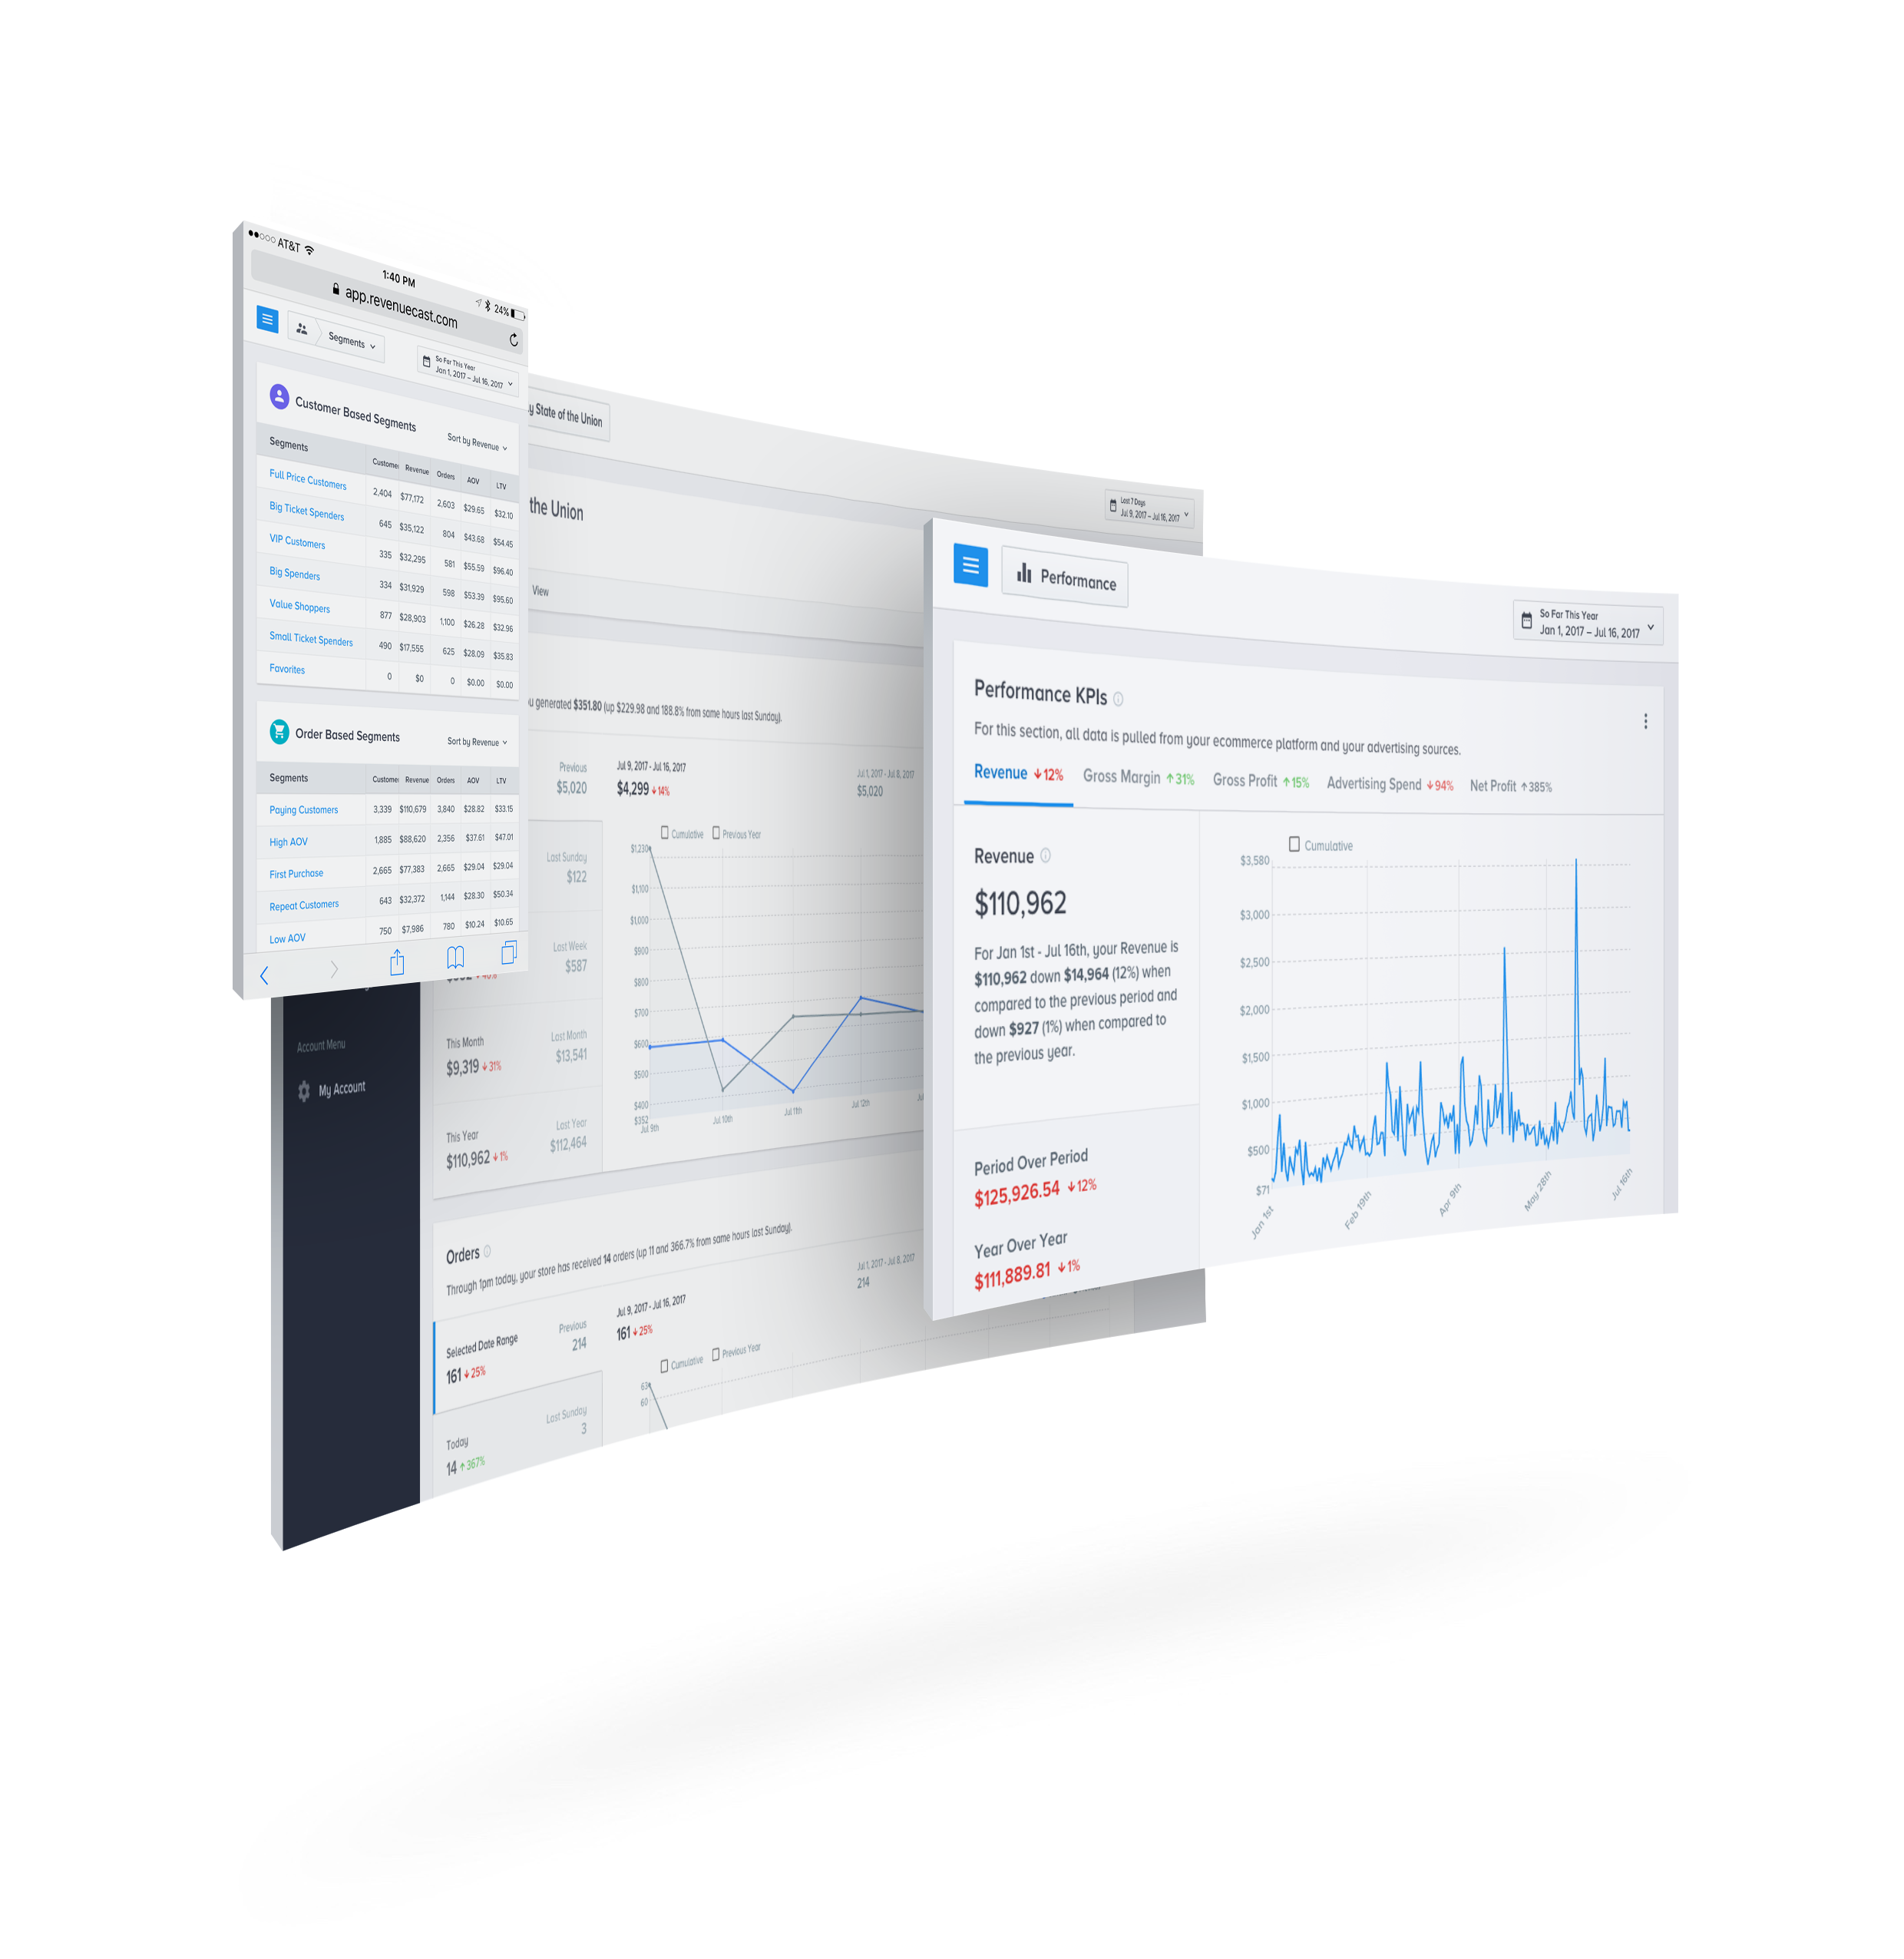 AT&T
1:40 PM
24%
app.revenuecast.com
Segments
So Far This Year
Jan 1, 2017 – Jul 16, 2017
Customer Based Segments
Sort by Revenue
Segments Customer Revenue Orders AOV LTV
Full Price Customers 2,404 $77,172 2,603 $29.65 $32.10
Big Ticket Spenders 645 $35,122 804 $43.68 $54.45
VIP Customers 335 $32,295 581 $55.59 $96.40
Big Spenders 334 $31,929 598 $53.39 $95.60
Value Shoppers 877 $28,903 1,100 $26.28 $32.96
Small Ticket Spenders 490 $17,555 625 $28.09 $35.83
Favorites 0 $0 0 $0.00 $0.00
Order Based Segments
Sort by Revenue
Segments Customer Revenue Orders AOV LTV
Paying Customers 3,339 $110,679 3,840 $28.82 $33.15
High AOV 1,885 $88,620 2,356 $37.61 $47.01
First Purchase 2,665 $77,383 2,665 $29.04 $29.04
Repeat Customers 643 $32,372 1,144 $28.30 $50.34
Low AOV 750 $7,986 780 $10.24 $10.65
State of the Union
Last 7 Days
Jul 9, 2017 - Jul 16, 2017
the Union
View
generated $351.80 (up $229.98 and 188.8% from same hours last Sunday).
Previous
$5,020
Jul 9, 2017 - Jul 16, 2017
$4,299 14%
Jul 1, 2017 - Jul 8, 2017
$5,020
Last Sunday
$122
Last Week
$587
This Month
$9,319 31%
Last Month
$13,541
This Year
$110,962 1%
Last Year
$112,464
Cumulative Previous Year
$1,230
$1,100
$1,000
$900
$800
$700
$600
$500
$400
$352
Jul 9th Jul 10th Jul 11th Jul 12th
Account Menu
My Account
Orders
Through 1pm today, your store has received 14 orders (up 11 and 366.7% from same hours last Sunday).
Selected Date Range
161 25%
Previous
214
Jul 9, 2017 - Jul 16, 2017
161 25%
Jul 1, 2017 - Jul 8, 2017
214
Today
14 367%
Last Sunday
3
Cumulative Previous Year
63
60
Performance
So Far This Year
Jan 1, 2017 – Jul 16, 2017
Performance KPIs
For this section, all data is pulled from your ecommerce platform and your advertising sources.
Revenue 12% Gross Margin 31% Gross Profit 15% Advertising Spend 94% Net Profit 385%
Revenue
$110,962
For Jan 1st - Jul 16th, your Revenue is
$110,962 down $14,964 (12%) when
compared to the previous period and
down $927 (1%) when compared to
the previous year.
Period Over Period
$125,926.54 12%
Year Over Year
$111,889.81 1%
Cumulative
$3,580
$3,000
$2,500
$2,000
$1,500
$1,000
$500
$71
Jan 1st Feb 19th Apr 9th May 28th Jul 16th